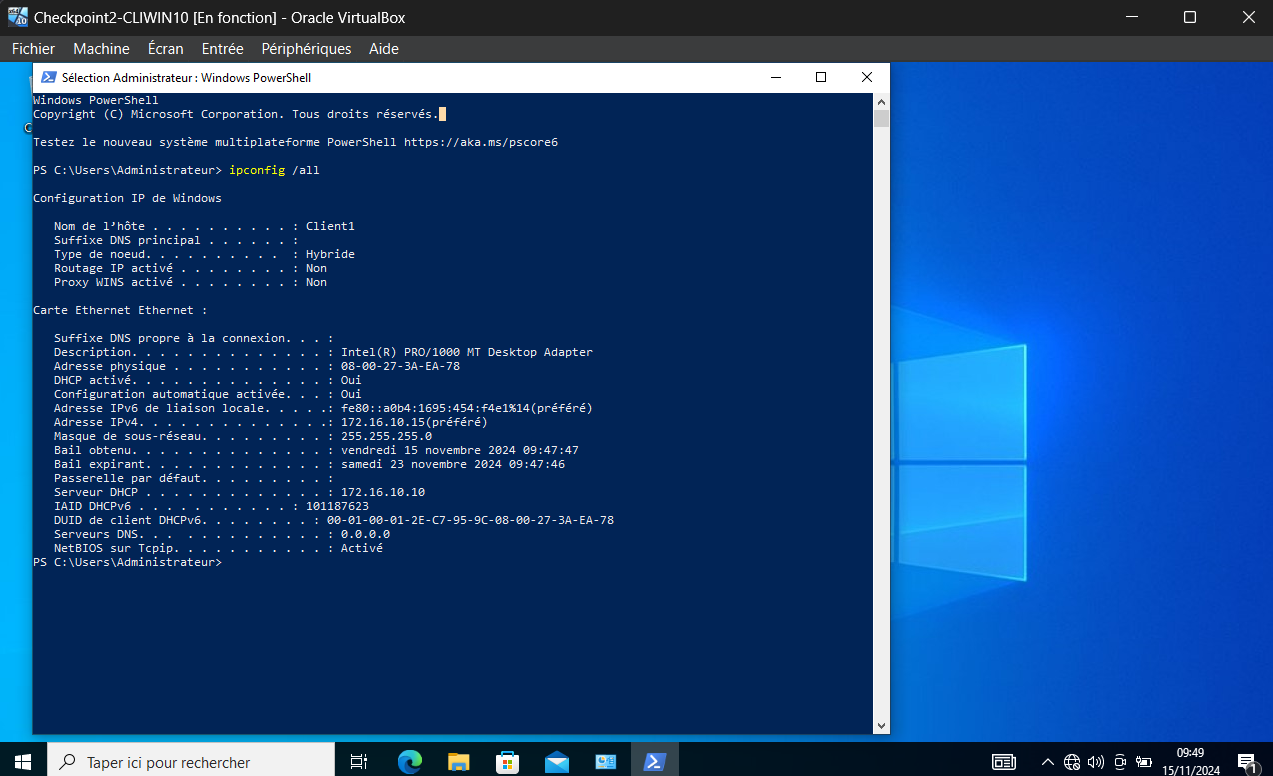 Checkpoint2-CLIWIN10 [En fonction] - Oracle VirtualBox
Fichier Machine Écran Entrée Périphériques Aide
Sélection Administrateur : Windows PowerShell
Windows PowerShell
Copyright (C) Microsoft Corporation. Tous droits réservés.
Testez le nouveau système multiplateforme PowerShell https://aka.ms/pscore6
PS C:\Users\Administrateur> ipconfig /all
Configuration IP de Windows
Nom de l’hôte . . . . . . . . . . : Client1
Suffixe DNS principal . . . . . . :
Type de noeud. . . . . . . . . .  : Hybride
Routage IP activé . . . . . . . . : Non
Proxy WINS activé . . . . . . . . : Non
Carte Ethernet Ethernet :
Suffixe DNS propre à la connexion. . . :
Description. . . . . . . . . . . . . . : Intel(R) PRO/1000 MT Desktop Adapter
Adresse physique . . . . . . . . . . . : 08-00-27-3A-EA-78
DHCP activé. . . . . . . . . . . . . . : Oui
Configuration automatique activée. . . : Oui
Adresse IPv6 de liaison locale. . . . .: fe80::a0b4:1695:454:f4e1%14(préféré)
Adresse IPv4. . . . . . . . . . . . . .: 172.16.10.15(préféré)
Masque de sous-réseau. . . . . . . . . : 255.255.255.0
Bail obtenu. . . . . . . . . . . . . . : vendredi 15 novembre 2024 09:47:47
Bail expirant. . . . . . . . . . . . . : samedi 23 novembre 2024 09:47:46
Passerelle par défaut. . . . . . . . . :
Serveur DHCP . . . . . . . . . . . . . : 172.16.10.10
IAID DHCPv6 . . . . . . . . . . . : 101187623
DUID de client DHCPv6. . . . . . . . : 00-01-00-01-2E-C7-95-9C-08-00-27-3A-EA-78
Serveurs DNS. . .  . . . . . . . . . . : 0.0.0.0
NetBIOS sur Tcpip. . . . . . . . . . . : Activé
PS C:\Users\Administrateur>
Taper ici pour rechercher
09:49
15/11/2024
1